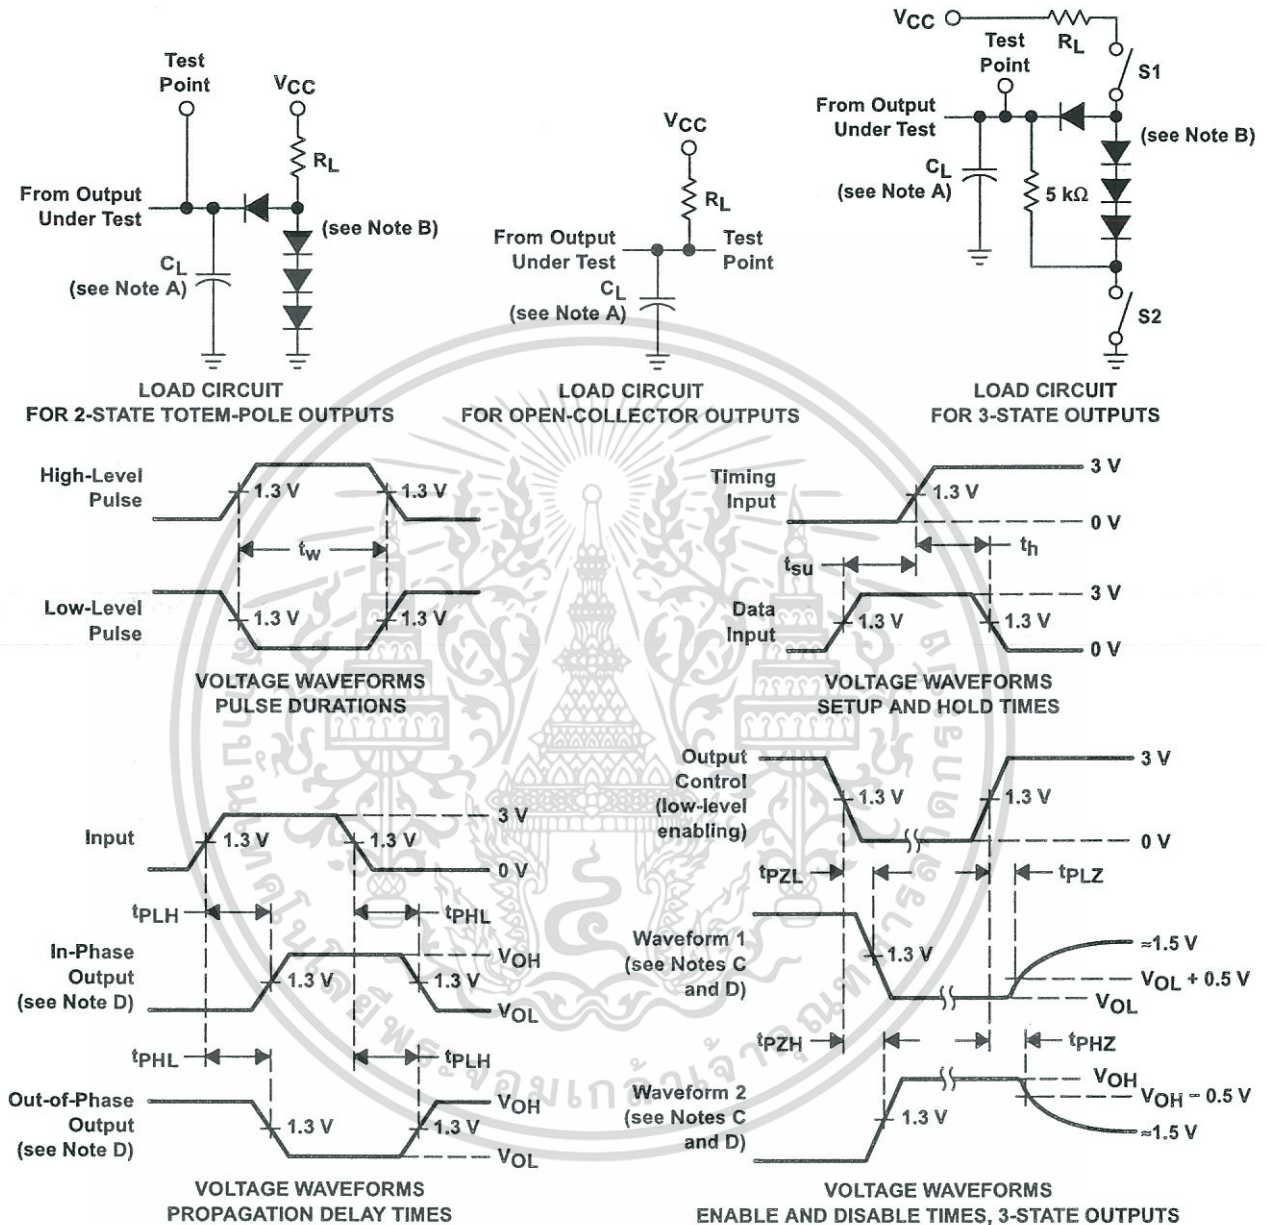 Test
Point
VCC
RL
From Output
Under Test
(see Note B)
CL
(see Note A)
LOAD CIRCUIT
FOR 2-STATE TOTEM-POLE OUTPUTS
VCC
RL
From Output
Under Test
Test
Point
CL
(see Note A)
LOAD CIRCUIT
FOR OPEN-COLLECTOR OUTPUTS
VCC
RL
Test
Point
S1
From Output
Under Test
(see Note B)
CL
(see Note A)
5 kΩ
S2
LOAD CIRCUIT
FOR 3-STATE OUTPUTS
High-Level
Pulse
1.3 V
1.3 V
tw
Low-Level
Pulse
1.3 V
1.3 V
VOLTAGE WAVEFORMS
PULSE DURATIONS
Timing
Input
3 V
1.3 V
0 V
th
tsu
Data
Input
3 V
1.3 V
1.3 V
0 V
VOLTAGE WAVEFORMS
SETUP AND HOLD TIMES
Input
3 V
1.3 V
1.3 V
0 V
tPLH
tPHL
In-Phase
Output
(see Note D)
VOH
1.3 V
1.3 V
VOL
tPHL
tPLH
Out-of-Phase
Output
(see Note D)
VOH
1.3 V
1.3 V
VOL
VOLTAGE WAVEFORMS
PROPAGATION DELAY TIMES
Output
Control
(low-level
enabling)
3 V
1.3 V
1.3 V
0 V
tPZL
tPLZ
Waveform 1
(see Notes C
and D)
1.3 V
≈1.5 V
VOL + 0.5 V
VOL
tPZH
tPHZ
Waveform 2
(see Notes C
and D)
1.3 V
VOH
VOH – 0.5 V
≈1.5 V
VOLTAGE WAVEFORMS
ENABLE AND DISABLE TIMES, 3-STATE OUTPUTS